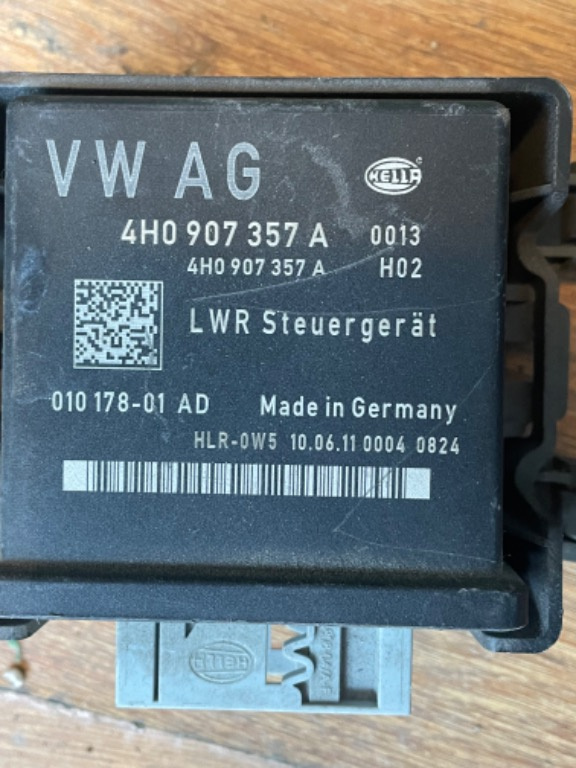 VW AG
HELLA
4H0 907 357 A 0013
4H0 907 357 A H02
LWR Steuergerät
010 178-01 AD Made in Germany
HLR-0W5 10.06.11 0004 0824
HELLA